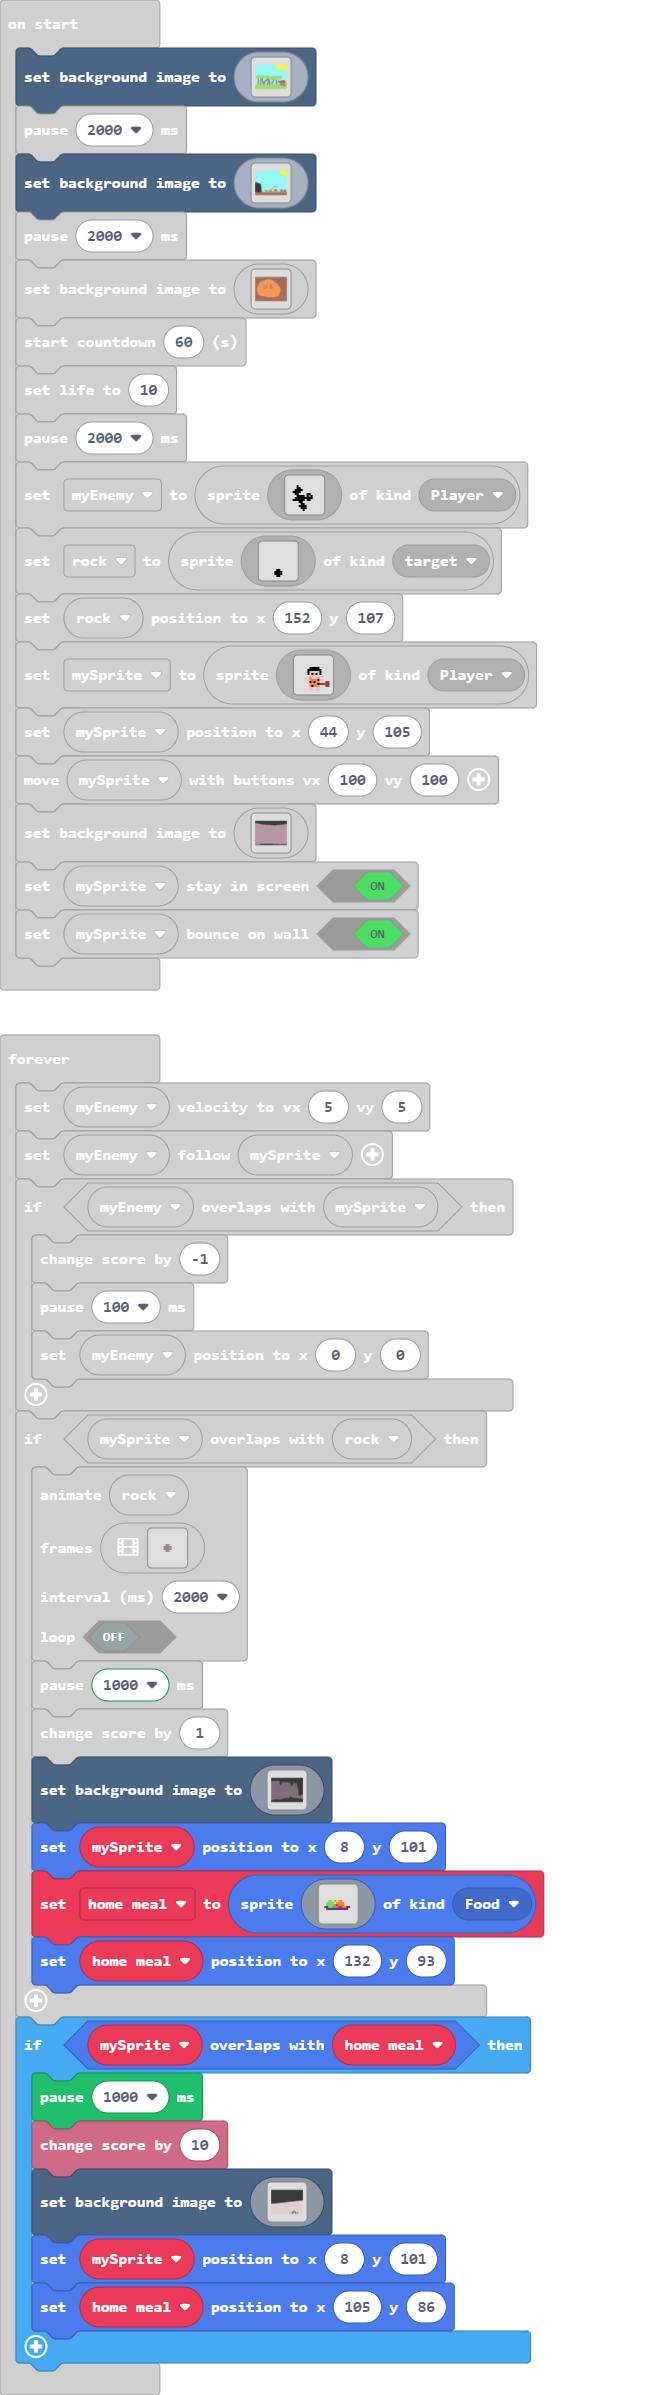 on start
set background image to
pause 2000 ms
set background image to
pause 2000 ms
set background image to
start countdown 60 (s)
set life to 10
pause 2000 ms
set myEnemy to sprite of kind Player
set rock to sprite of kind target
set rock position to x 152 y 107
set mySprite to sprite of kind Player
set mySprite position to x 44 y 105
move mySprite with buttons vx 100 vy 100
set background image to
set mySprite stay in screen ON
set mySprite bounce on wall ON
forever
set myEnemy velocity to vx 5 vy 5
set myEnemy follow mySprite
if myEnemy overlaps with mySprite then
change score by -1
pause 100 ms
set myEnemy position to x 0 y 0
if mySprite overlaps with rock then
animate rock
frames
interval (ms) 2000
loop OFF
pause 1000 ms
change score by 1
set background image to
set mySprite position to x 8 y 101
set home meal to sprite of kind Food
set home meal position to x 132 y 93
if mySprite overlaps with home meal then
pause 1000 ms
change score by 10
set background image to
set mySprite position to x 8 y 101
set home meal position to x 105 y 86